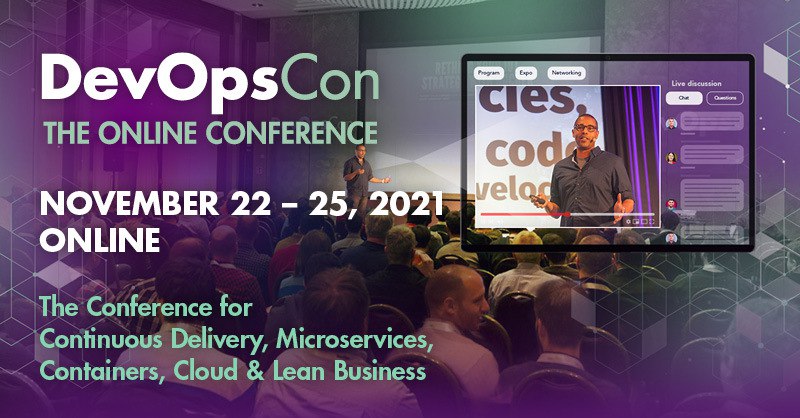 DevOpsCon
THE ONLINE CONFERENCE
NOVEMBER 22 – 25, 2021
ONLINE
The Conference for
Continuous Delivery, Microservices,
Containers, Cloud & Lean Business
Program
Expo
Networking
Live discussion
Chat
Questions
cies.
code
veloc